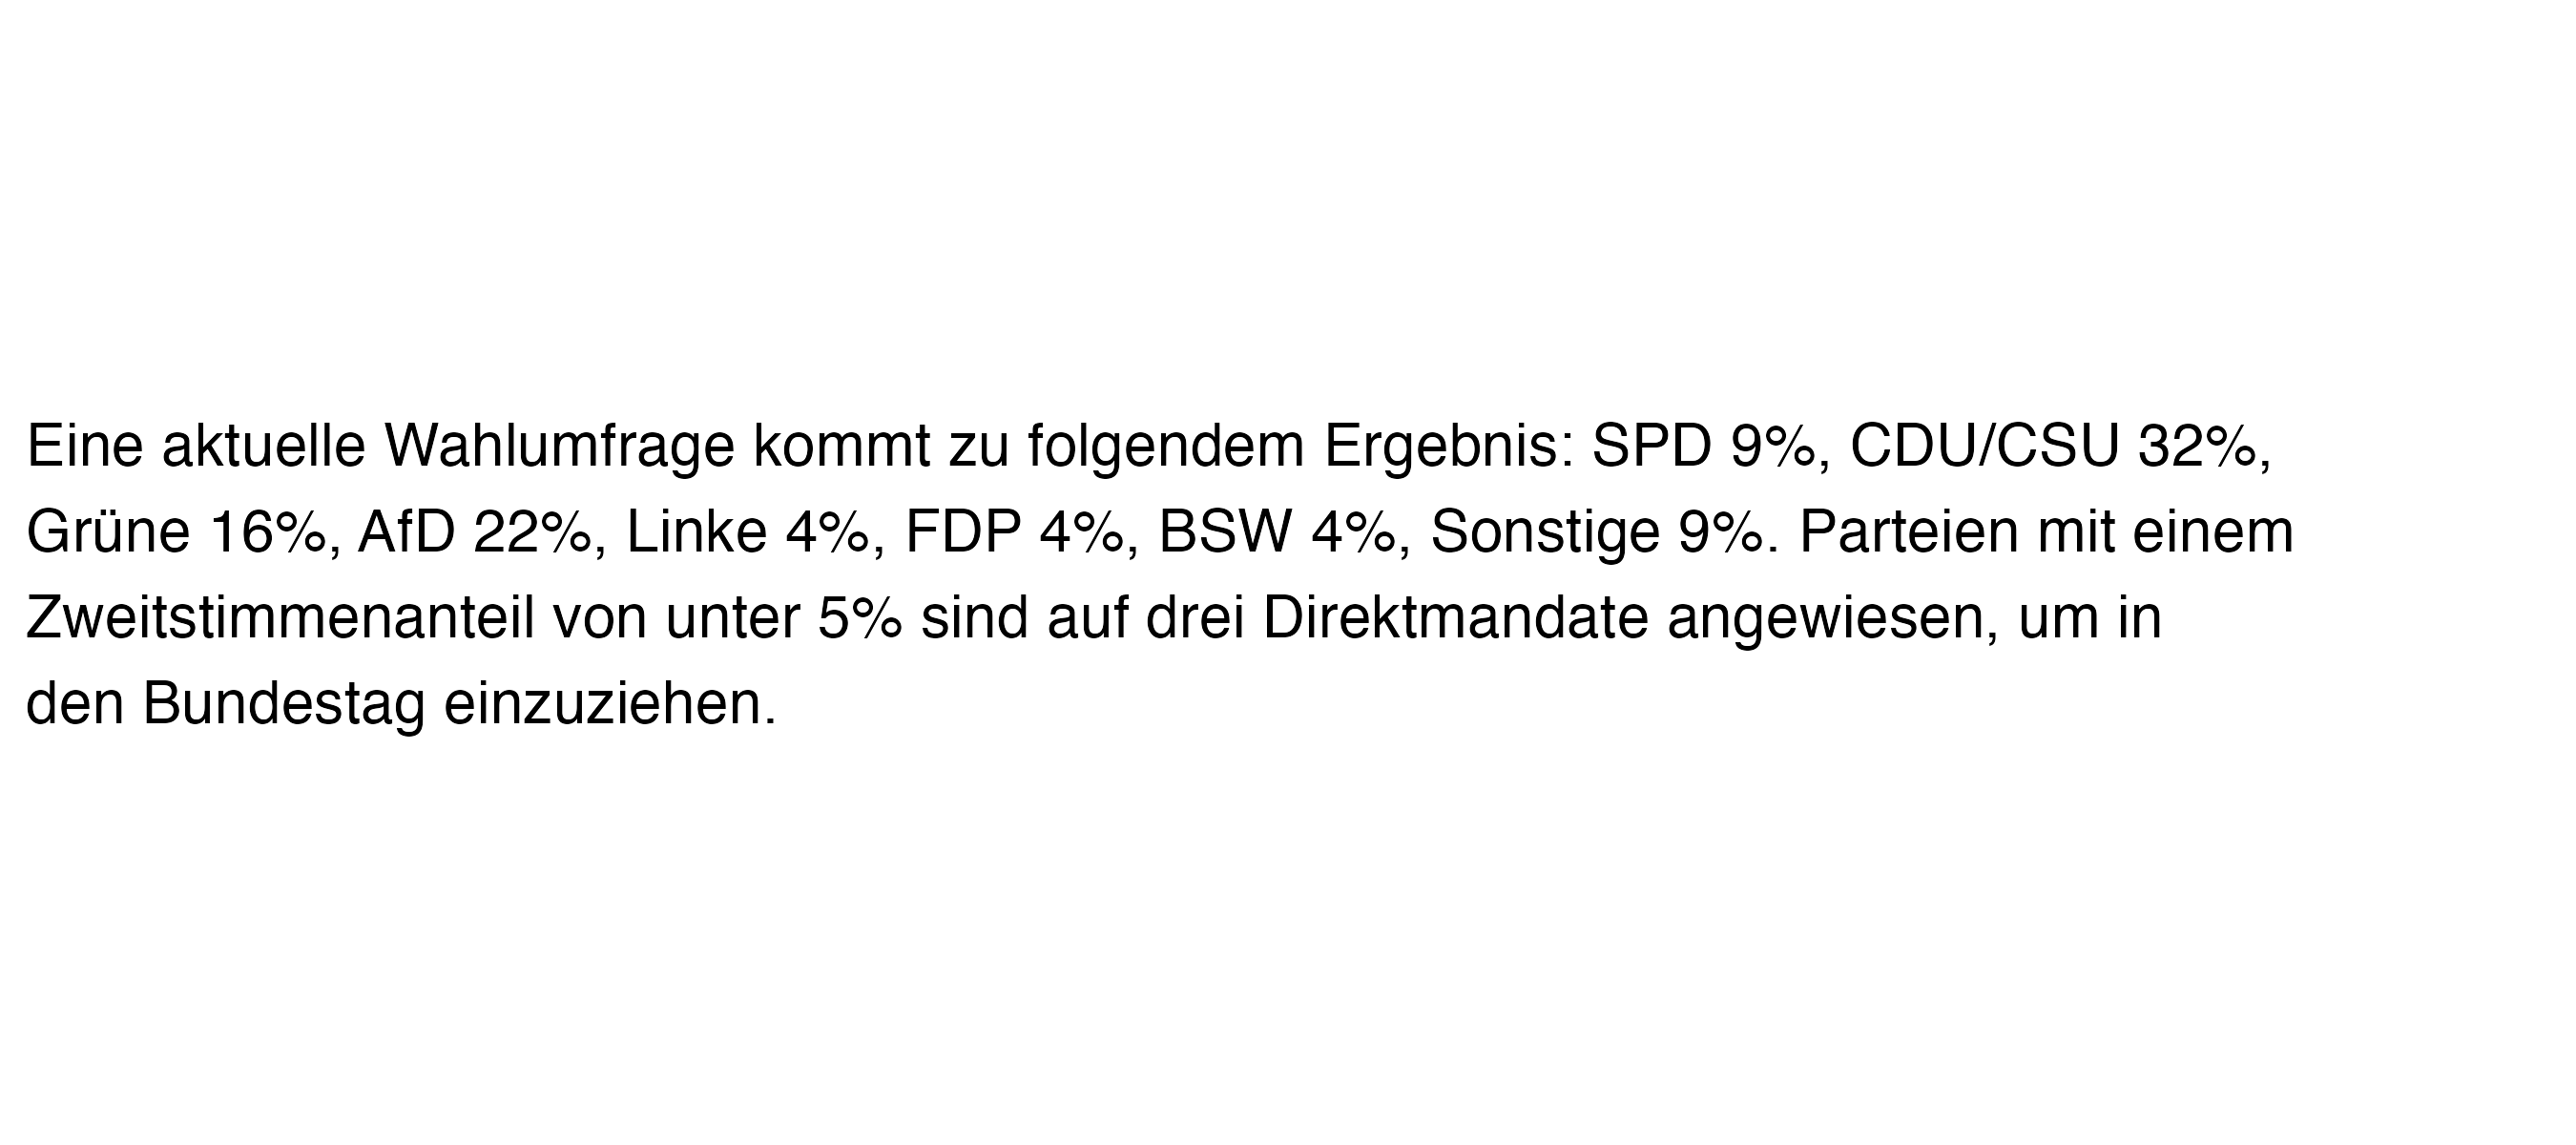 Eine aktuelle Wahlumfrage kommt zu folgendem Ergebnis: SPD 9%, CDU/CSU 32%,
Grüne 16%, AfD 22%, Linke 4%, FDP 4%, BSW 4%, Sonstige 9%. Parteien mit einem
Zweitstimmenanteil von unter 5% sind auf drei Direktmandate angewiesen, um in
den Bundestag einzuziehen.